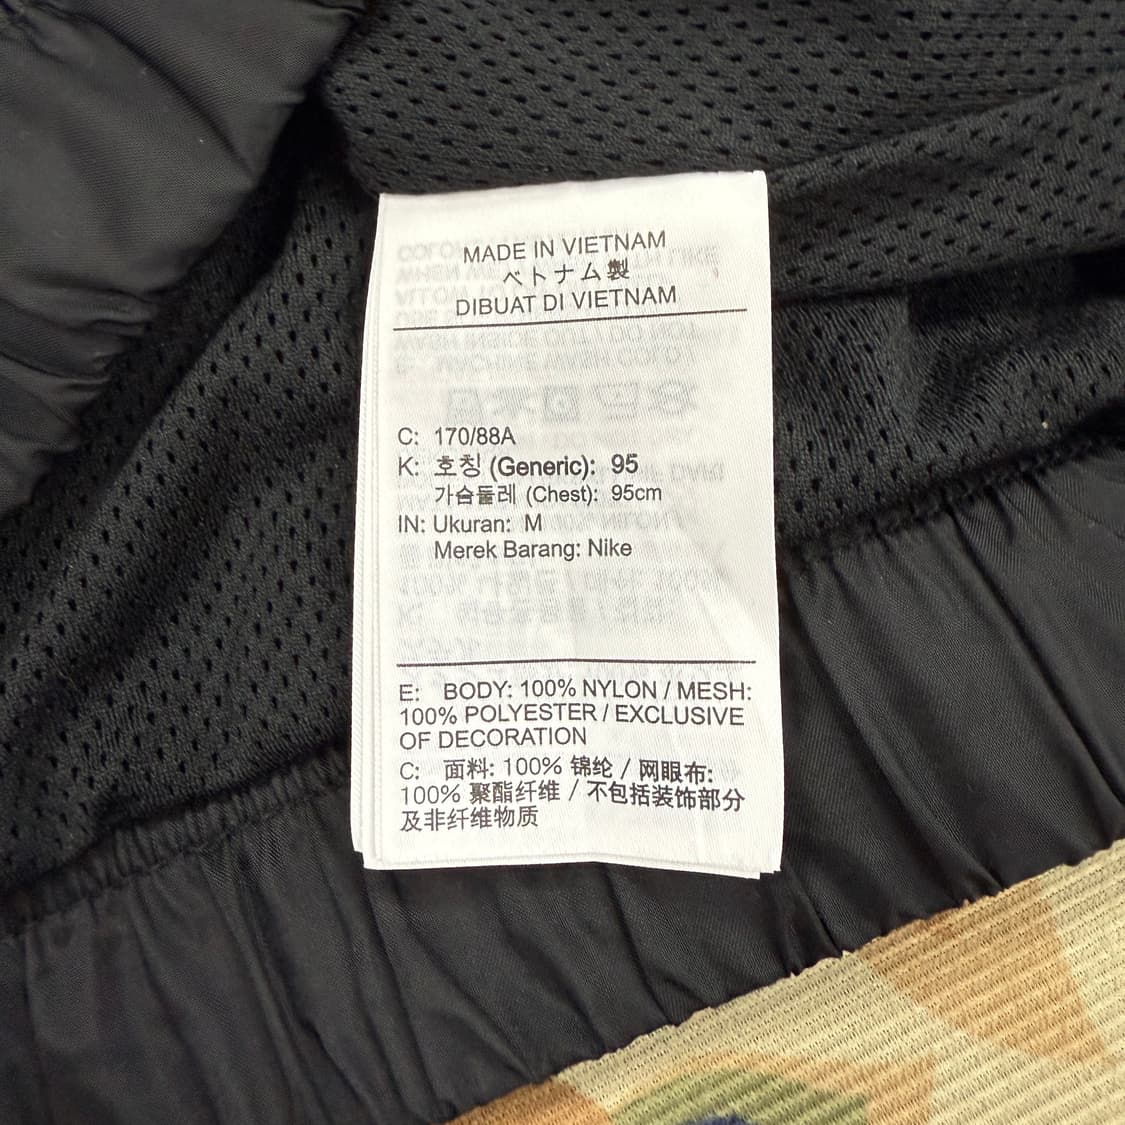 MADE IN VIETNAM
ベトナム製
DIBUAT DI VIETNAM
C: 170/88A
K: 호칭 (Generic): 95
가슴둘레 (Chest): 95cm
IN: Ukuran: M
Merek Barang: Nike
E: BODY: 100% NYLON / MESH:
100% POLYESTER / EXCLUSIVE
OF DECORATION
C: 面料: 100% 锦纶 / 网眼布:
100% 聚酯纤维 / 不包括装饰部分
及非纤维物质